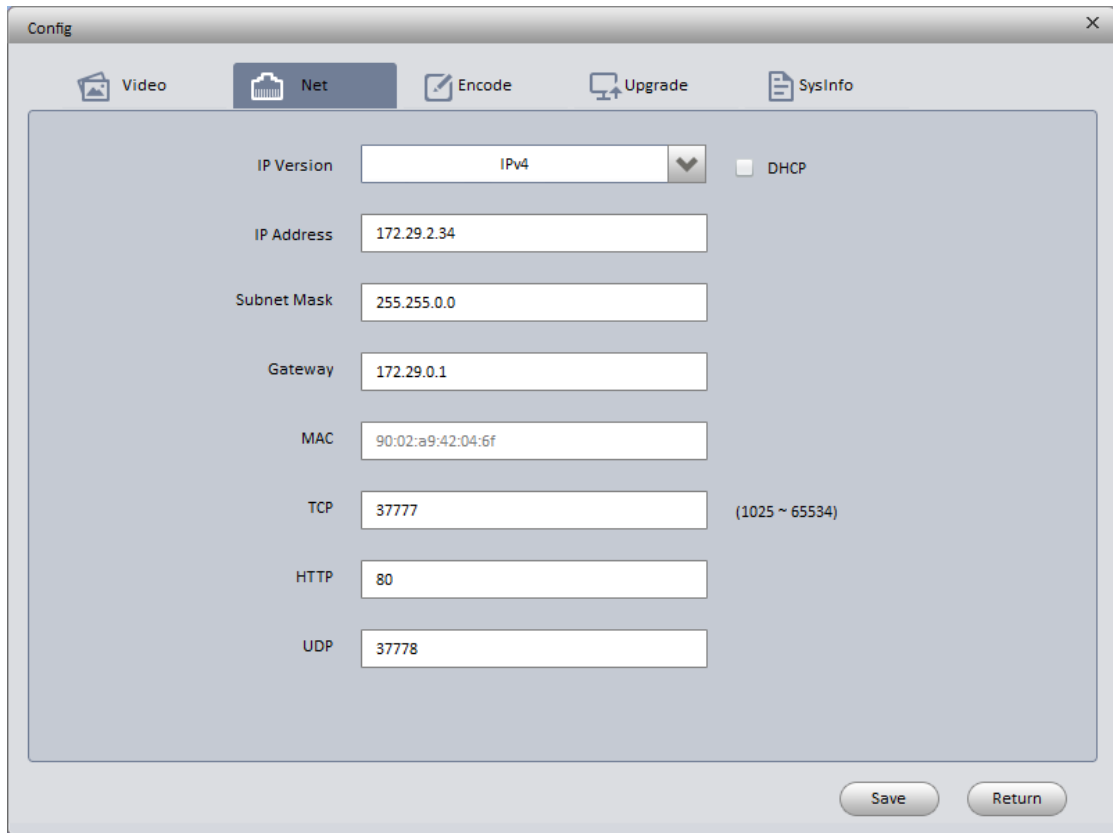 Config
Video Net Encode Upgrade SysInfo
IP Version IPv4 DHCP
IP Address 172.29.2.34
Subnet Mask 255.255.0.0
Gateway 172.29.0.1
MAC 90:02:a9:42:04:6f
TCP 37777 (1025 ~ 65534)
HTTP 80
UDP 37778
Save Return